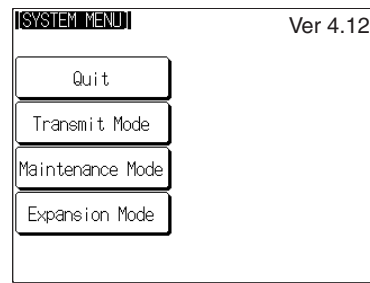 [SYSTEM MENU]
Ver 4.12
Quit
Transmit Mode
Maintenance Mode
Expansion Mode